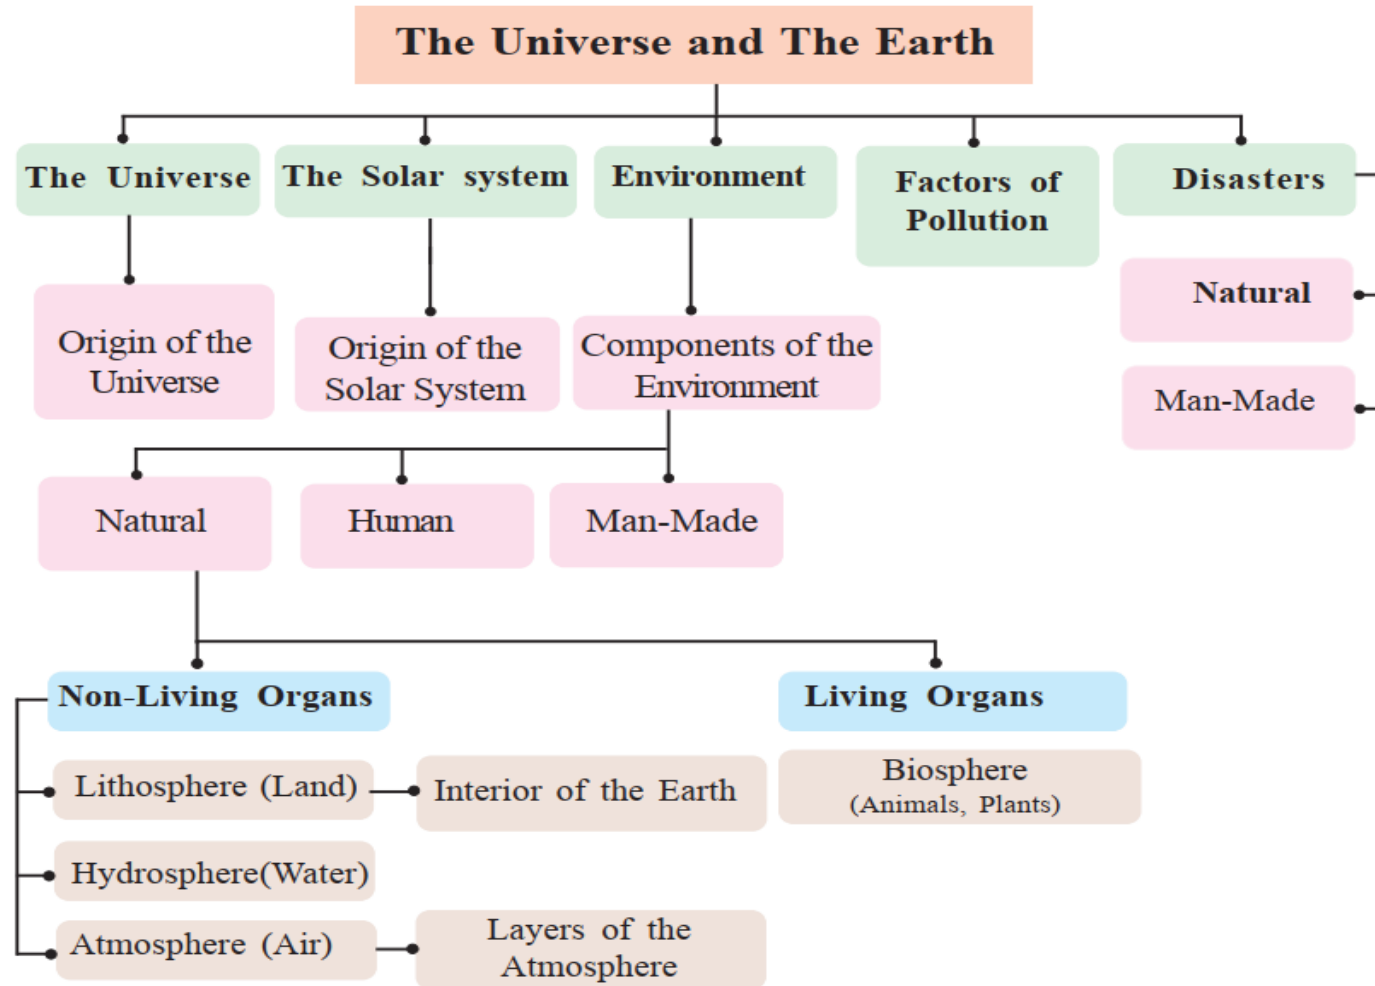 The Universe and The Earth
The Universe
The Solar system
Environment
Factors of
Pollution
Disasters
Origin of the
Universe
Origin of the
Solar System
Components of the
Environment
Natural
Man-Made
Natural
Human
Man-Made
Non-Living Organs
Living Organs
Lithosphere (Land)
Interior of the Earth
Biosphere
(Animals, Plants)
Hydrosphere(Water)
Atmosphere (Air)
Layers of the
Atmosphere